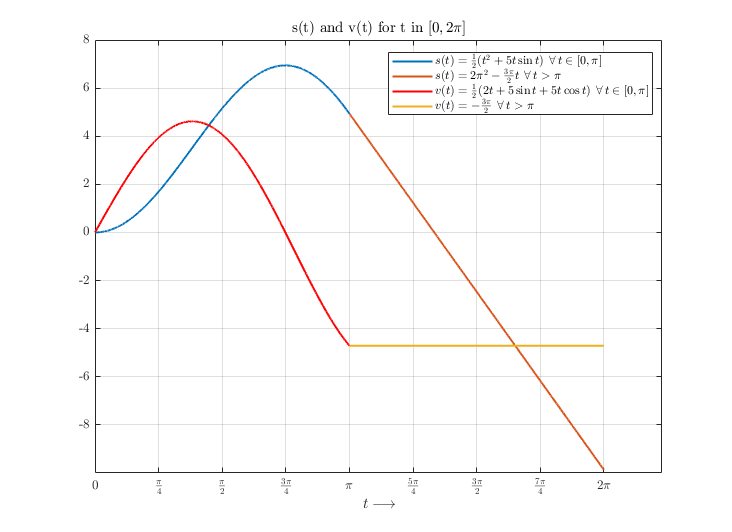 s(t) and v(t) for t in [0, 2π]
8
6
4
2
0
-2
-4
-6
-8
s(t) = ½(t² + 5t sin t) ∀ t ∈ [0, π]
s(t) = 2π² − 3π/2 t ∀ t > π
v(t) = ½(2t + 5 sin t + 5t cos t) ∀ t ∈ [0, π]
v(t) = −3π/2 ∀ t > π
0 π/4 π/2 3π/4 π 5π/4 3π/2 7π/4 2π
t ⟶